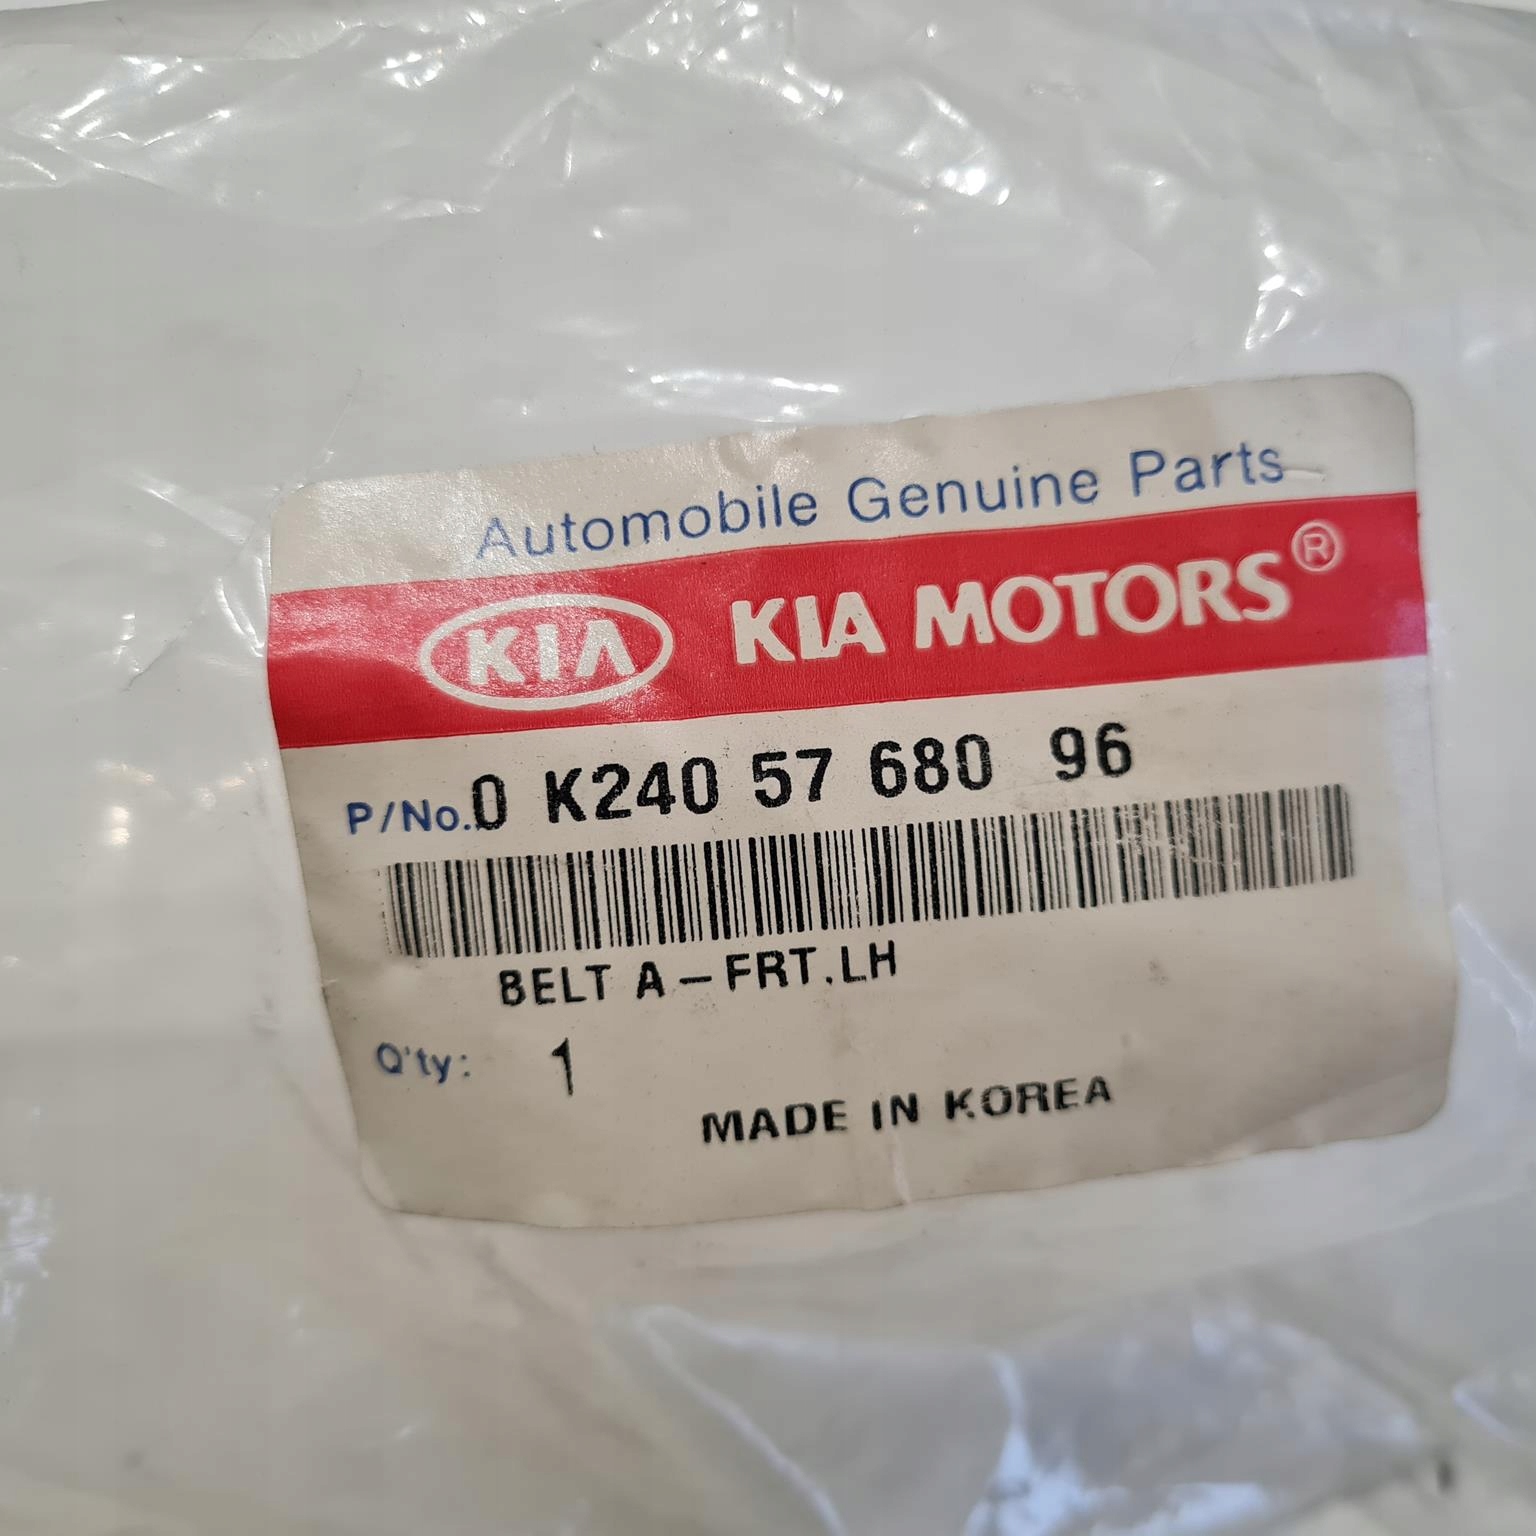 Automobile Genuine Parts
KIA KIA MOTORS®
P/No. 0 K240 57 680 96
BELT A-FRT.LH
Q'ty: 1
MADE IN KOREA